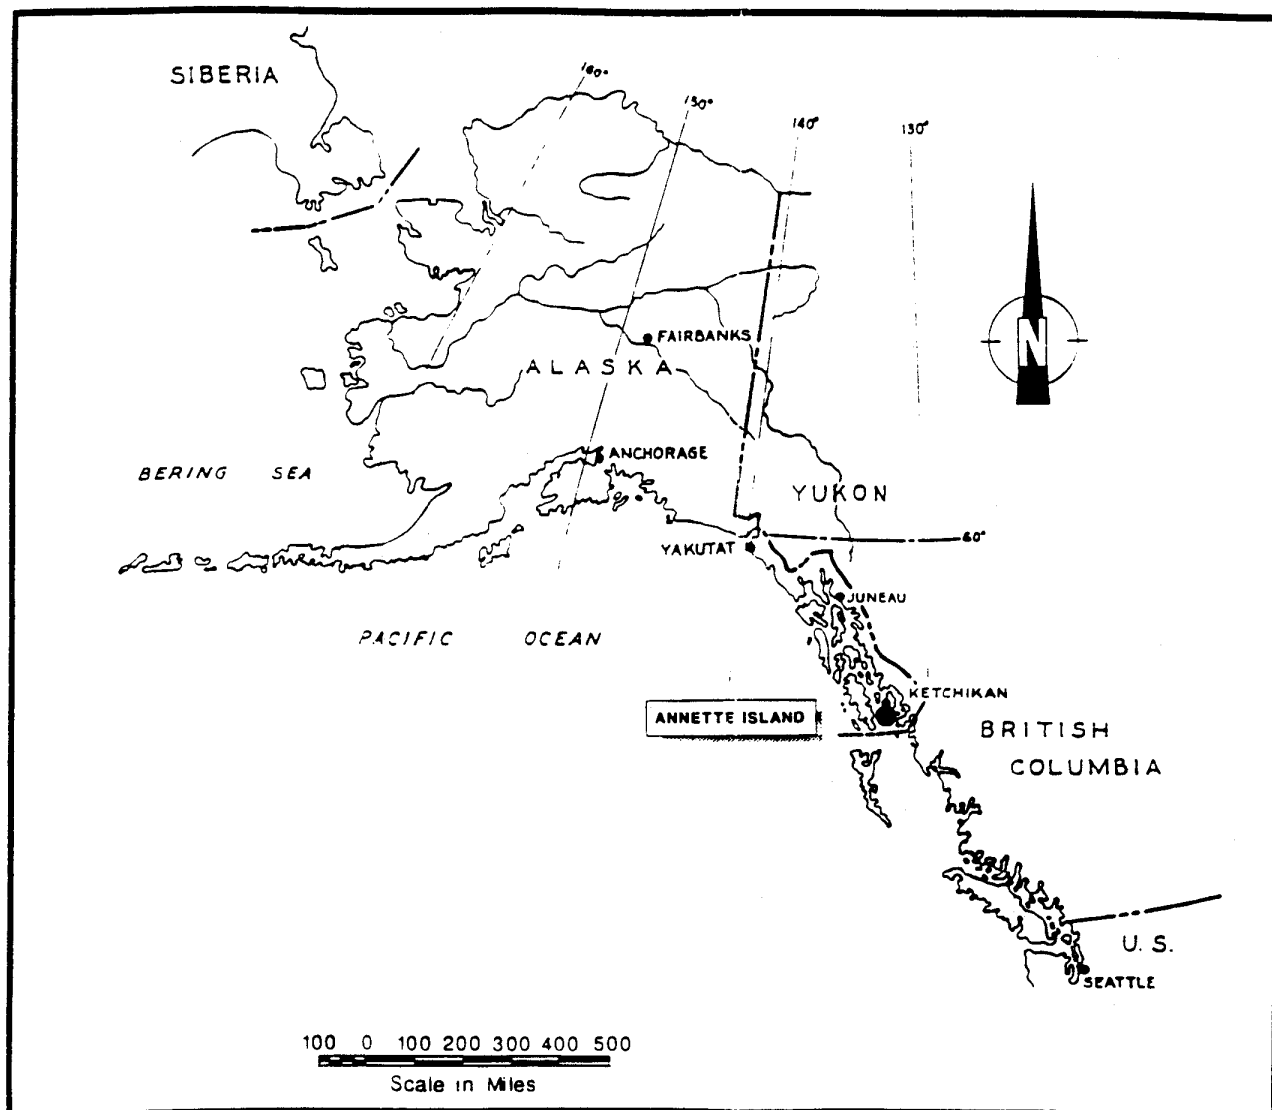 SIBERIA
160°
150°
140°
130°
N
FAIRBANKS
ALASKA
ANCHORAGE
BERING SEA
YUKON
YAKUTAT
60°
JUNEAU
PACIFIC OCEAN
KETCHIKAN
ANNETTE ISLAND
BRITISH
COLUMBIA
U.S.
SEATTLE
100 0 100 200 300 400 500
Scale in Miles